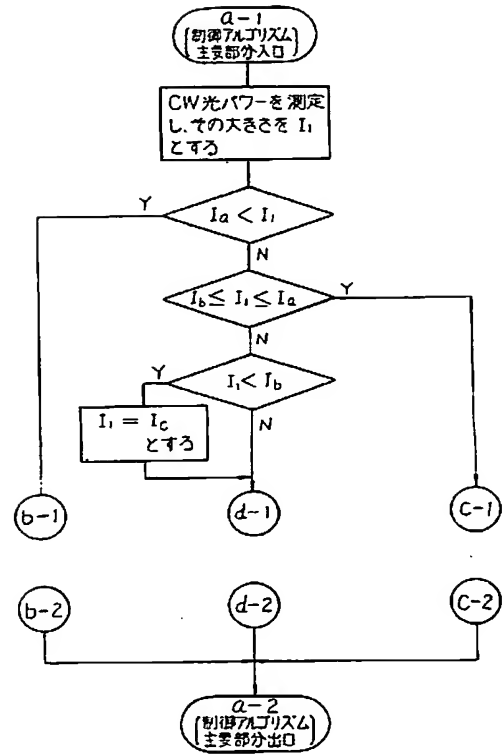 a-1
制御アルゴリズム
主要部分入口
CW光パワーを測定
し、その大きさを I₁
とする
Y
Ia < I₁
N
Ib ≤ I₁ ≤ Ia
Y
N
Y
I₁ < Ib
N
I₁ = Ic
とする
b-1
d-1
c-1
b-2
d-2
c-2
a-2
制御アルゴリズム
主要部分出口